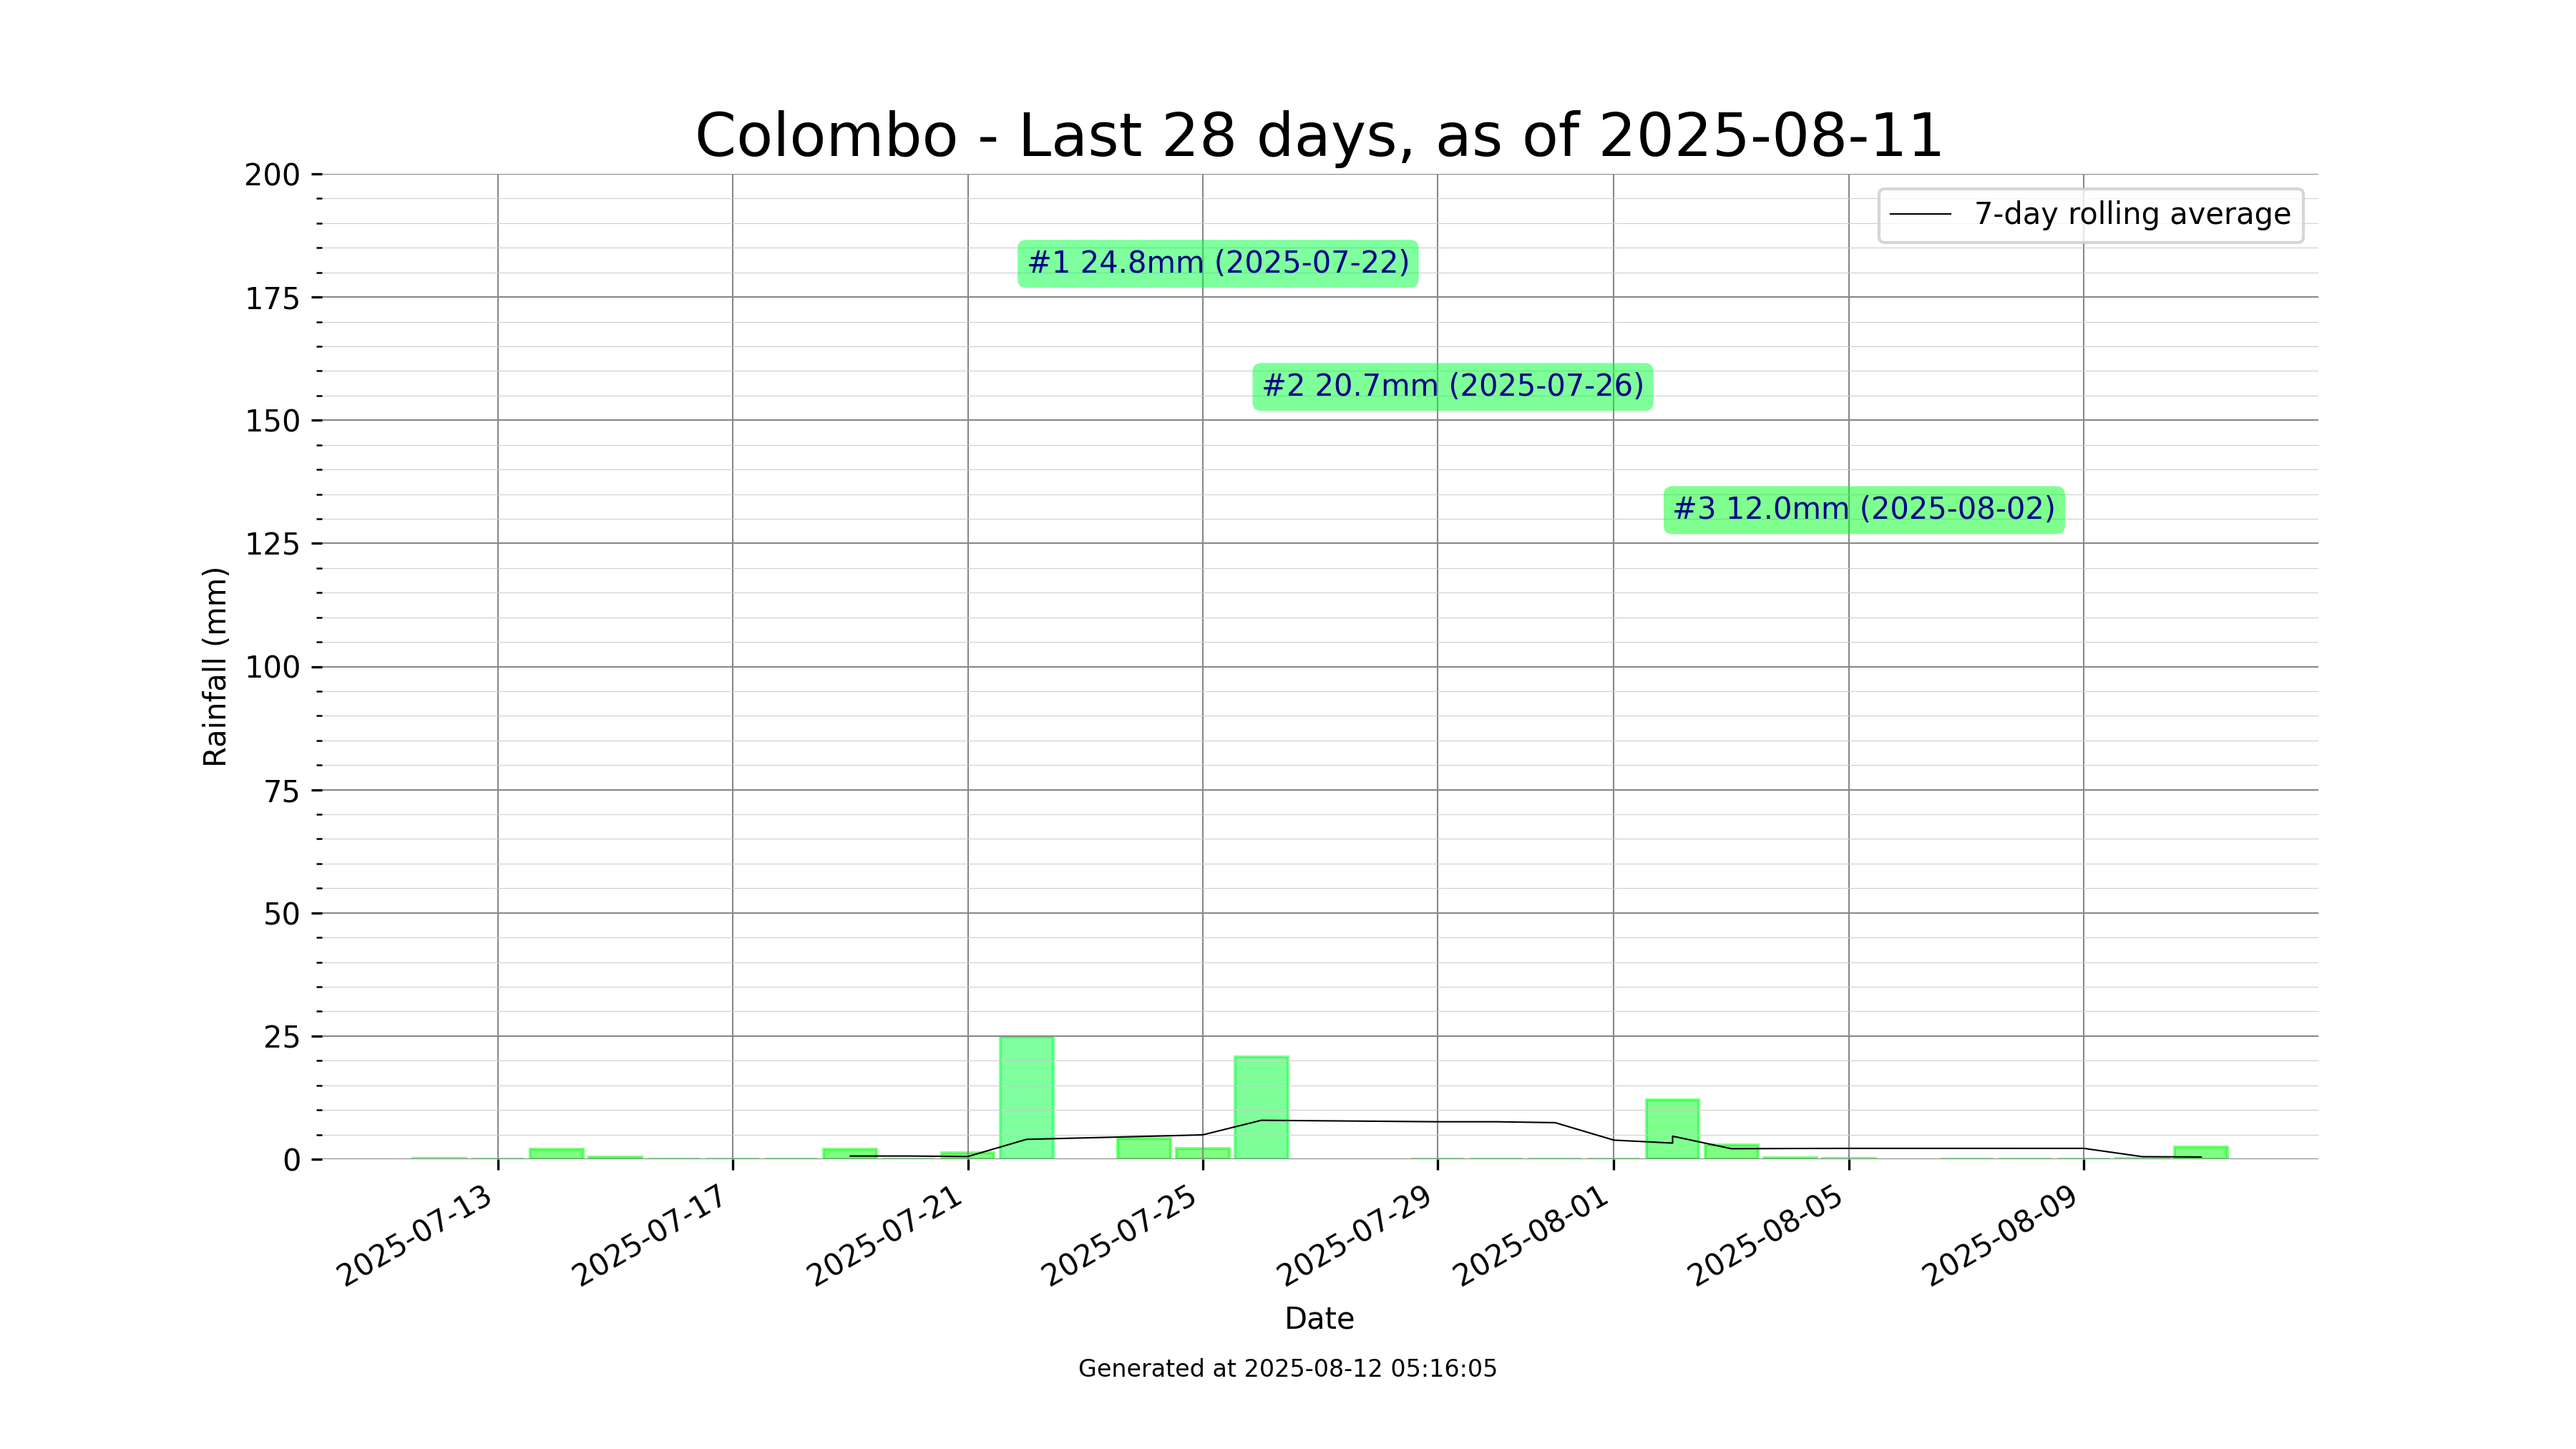 Colombo - Last 28 days, as of 2025-08-11
200
175
150
125
100
75
50
25
0
Rainfall (mm)
7-day rolling average
#1 24.8mm (2025-07-22)
#2 20.7mm (2025-07-26)
#3 12.0mm (2025-08-02)
2025-07-13
2025-07-17
2025-07-21
2025-07-25
2025-07-29
2025-08-01
2025-08-05
2025-08-09
Date
Generated at 2025-08-12 05:16:05